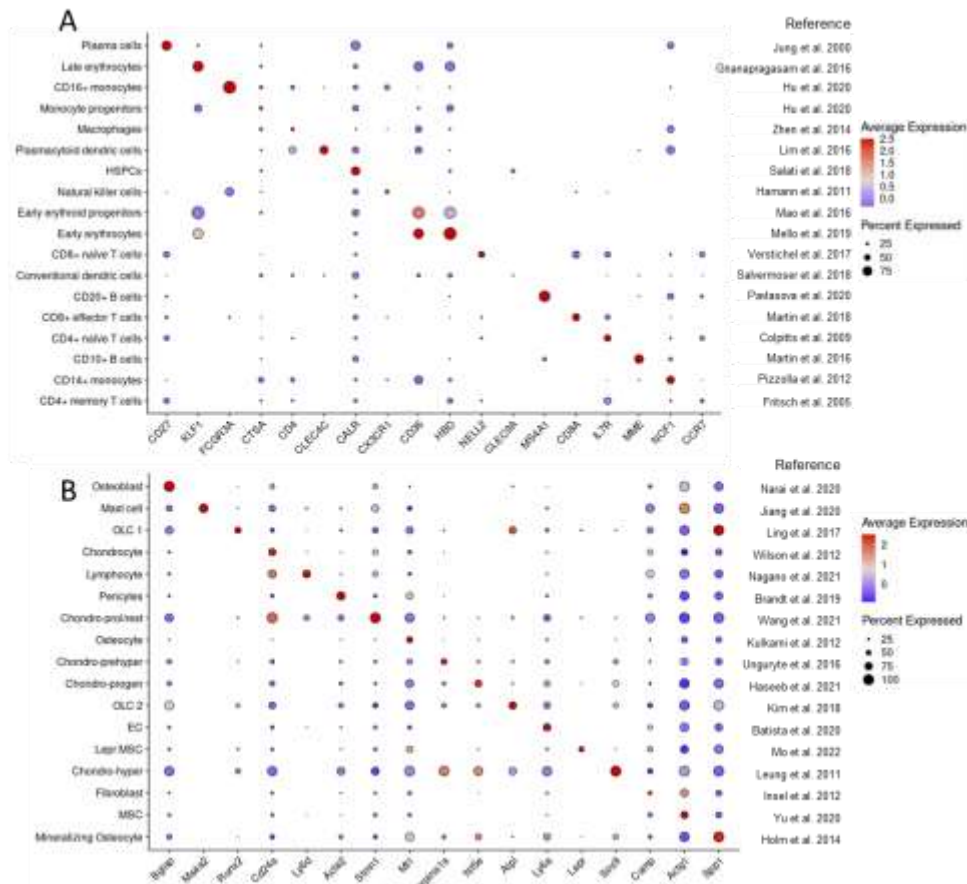 A
Reference
Plasma cells
Jung et al. 2000
Late erythrocytes
Gnanapragasam et al. 2016
CD16+ monocytes
Hu et al. 2020
Monocyte progenitors
Hu et al. 2020
Macrophages
Zhen et al. 2014
Plasmacytoid dendritic cells
Lim et al. 2016
HSPCs
Salati et al. 2018
Natural killer cells
Hamann et al. 2011
Early erythroid progenitors
Mao et al. 2016
Early erythrocytes
Mello et al. 2019
CD8+ naive T cells
Verstichel et al. 2017
Conventional dendritic cells
Salvermoser et al. 2018
CD20+ B cells
Pavlasova et al. 2020
CD8+ effector T cells
Martin et al. 2018
CD4+ naive T cells
Colpitts et al. 2009
CD10+ B cells
Martin et al. 2016
CD14+ monocytes
Pizzolla et al. 2012
CD4+ memory T cells
Fritsch et al. 2005
CD27 KLF1 FCGR3A CTSA CD4 CLEC4C CALR CX3CR1 CD36 HBD NELL2 CLEC9A MS4A1 CD8A IL7R MME NCF1 CCR7
Average Expression
2.5
2.0
1.5
1.0
0.5
0.0
Percent Expressed
25
50
75
B
Reference
Osteoblast
Narai et al. 2020
Mast cell
Jiang et al. 2020
OLC 1
Ling et al. 2017
Chondrocyte
Wilson et al. 2012
Lymphocyte
Nagano et al. 2021
Pericytes
Brandt et al. 2019
Chondro-prol/rest
Wang et al. 2021
Osteocyte
Kulkarni et al. 2012
Chondro-prehyper
Unguryte et al. 2016
Chondro-progen
Haseeb et al. 2021
OLC 2
Kim et al. 2018
EC
Batista et al. 2020
Lepr MSC
Mo et al. 2022
Chondro-hyper
Leung et al. 2011
Fibroblast
Insel et al. 2012
MSC
Yu et al. 2020
Mineralizing Osteocyte
Holm et al. 2014
Bglap Runx2 Cd24a Ly6d Acta2 Stmn1 Alpl Ly6a Lepr
Average Expression
2
1
0
Percent Expressed
25
50
75
100